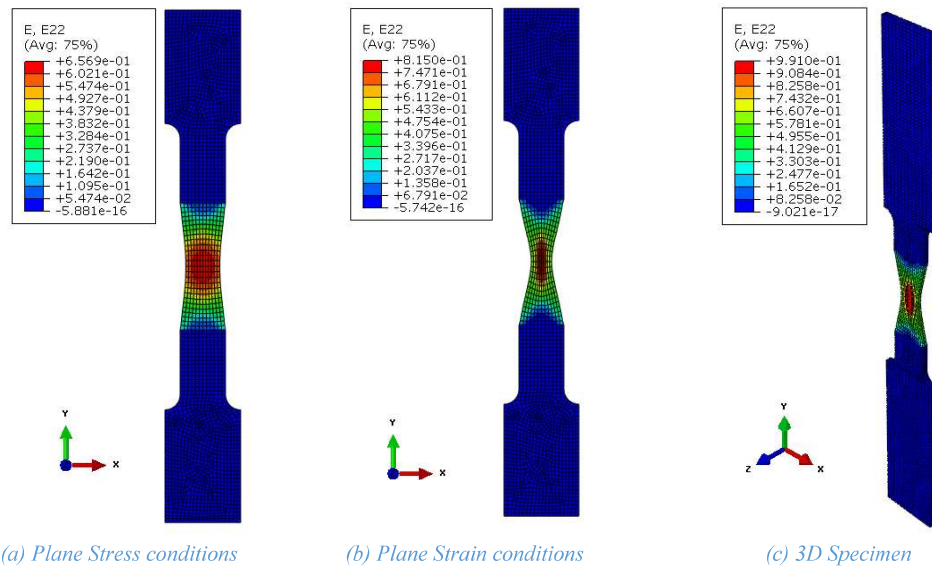 E, E22
(Avg: 75%)
+6.569e-01
+6.021e-01
+5.474e-01
+4.927e-01
+4.379e-01
+3.832e-01
+3.284e-01
+2.737e-01
+2.190e-01
+1.642e-01
+1.095e-01
+5.474e-02
-5.881e-16
Y
X
(a) Plane Stress conditions
E, E22
(Avg: 75%)
+8.150e-01
+7.471e-01
+6.791e-01
+6.112e-01
+5.433e-01
+4.754e-01
+4.075e-01
+3.396e-01
+2.717e-01
+2.037e-01
+1.358e-01
+6.791e-02
-5.742e-16
Y
X
(b) Plane Strain conditions
E, E22
(Avg: 75%)
+9.910e-01
+9.084e-01
+8.258e-01
+7.432e-01
+6.607e-01
+5.781e-01
+4.955e-01
+4.129e-01
+3.303e-01
+2.477e-01
+1.652e-01
+8.258e-02
-9.021e-17
Y
Z
X
(c) 3D Specimen